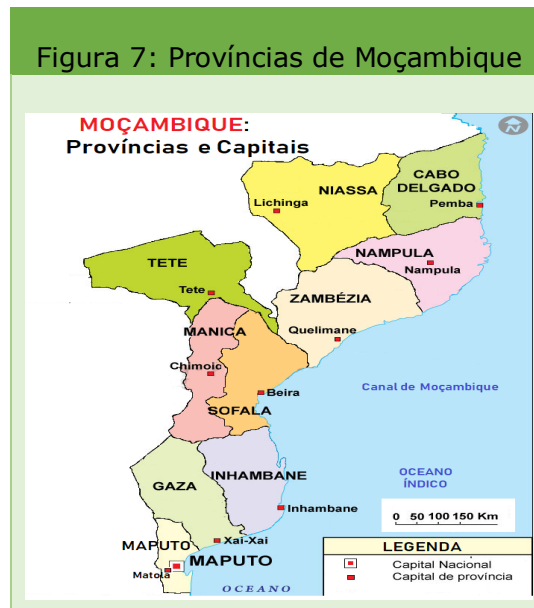 Figura 7: Províncias de Moçambique
MOÇAMBIQUE:
Províncias e Capitais
N
CABO
DELGADO
NIASSA
Lichinga
Pemba
NAMPULA
Nampula
TETE
Tete
ZAMBÉZIA
Quelimane
MANICA
Chimoio
Beira
SOFALA
Canal de Moçambique
INHAMBANE
GAZA
OCEANO
ÍNDICO
Inhambane
0 50 100 150 Km
Xai-Xai
MAPUTO
MAPUTO
Matola
LEGENDA
Capital Nacional
Capital de província
OCEANO